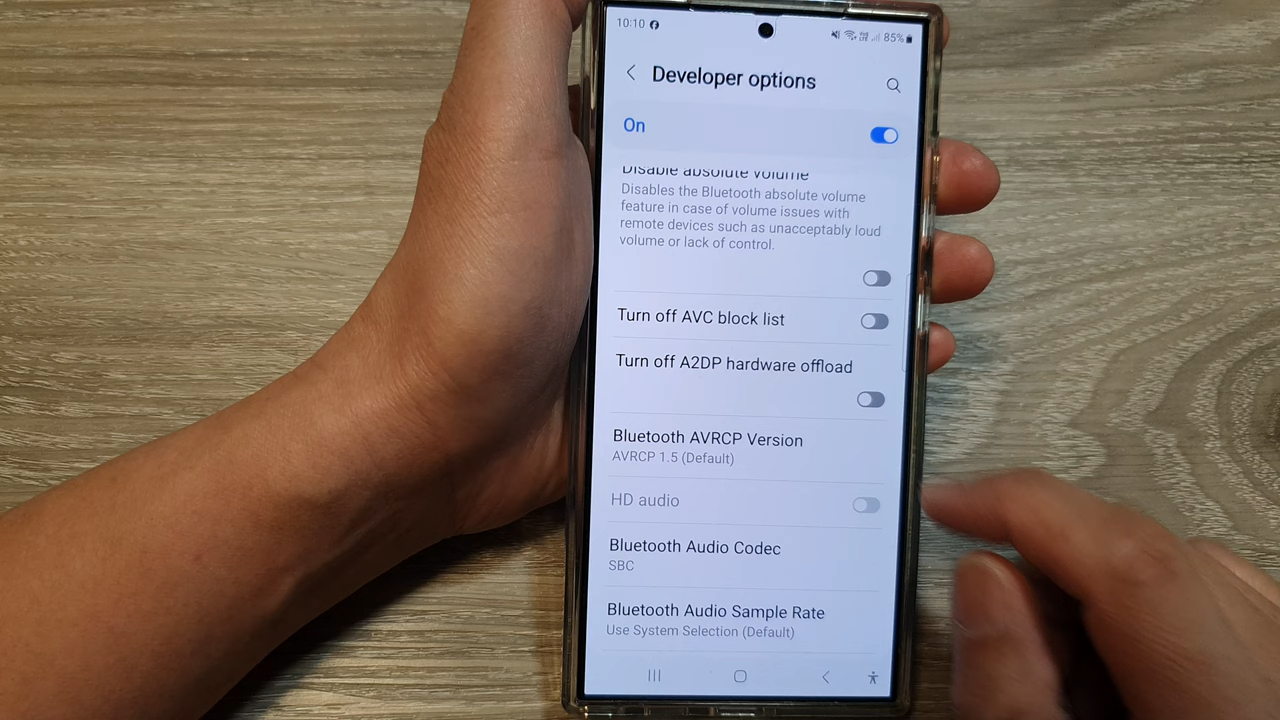 10:10
85%
Developer options
On
Disable absolute volume
Disables the Bluetooth absolute volume
feature in case of volume issues with
remote devices such as unacceptably loud
volume or lack of control.
Turn off AVC block list
Turn off A2DP hardware offload
Bluetooth AVRCP Version
AVRCP 1.5 (Default)
HD audio
Bluetooth Audio Codec
SBC
Bluetooth Audio Sample Rate
Use System Selection (Default)